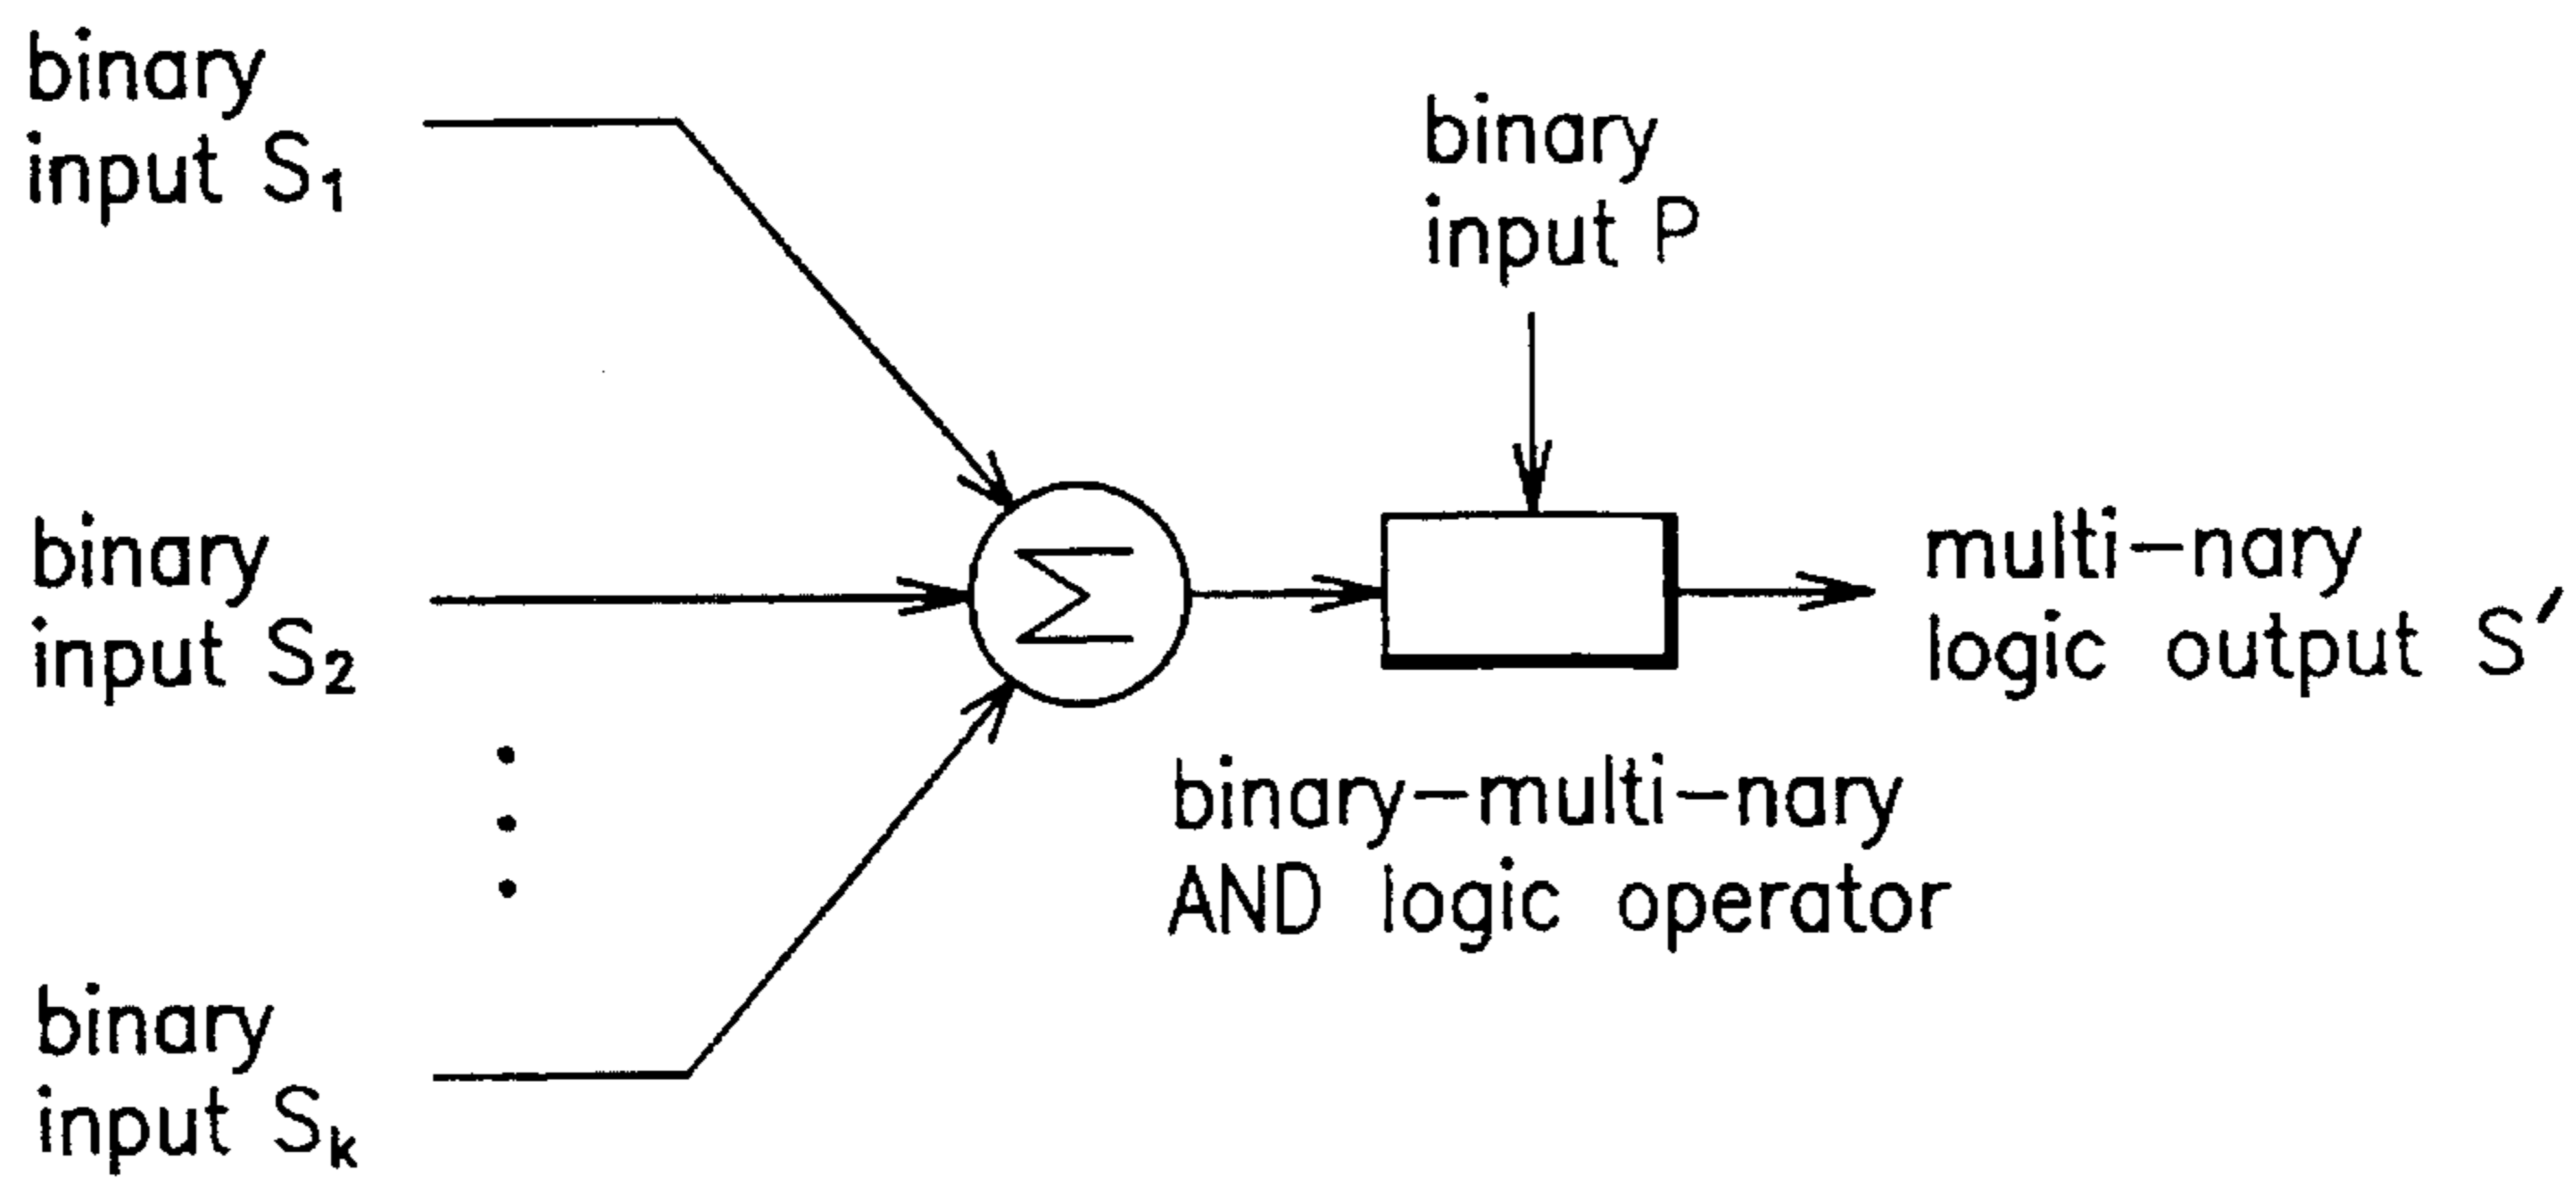 binary
input S₁
binary
input P
binary
input S₂
Σ
multi-nary
logic output S′
binary-multi-nary
AND logic operator
binary
input Sₖ